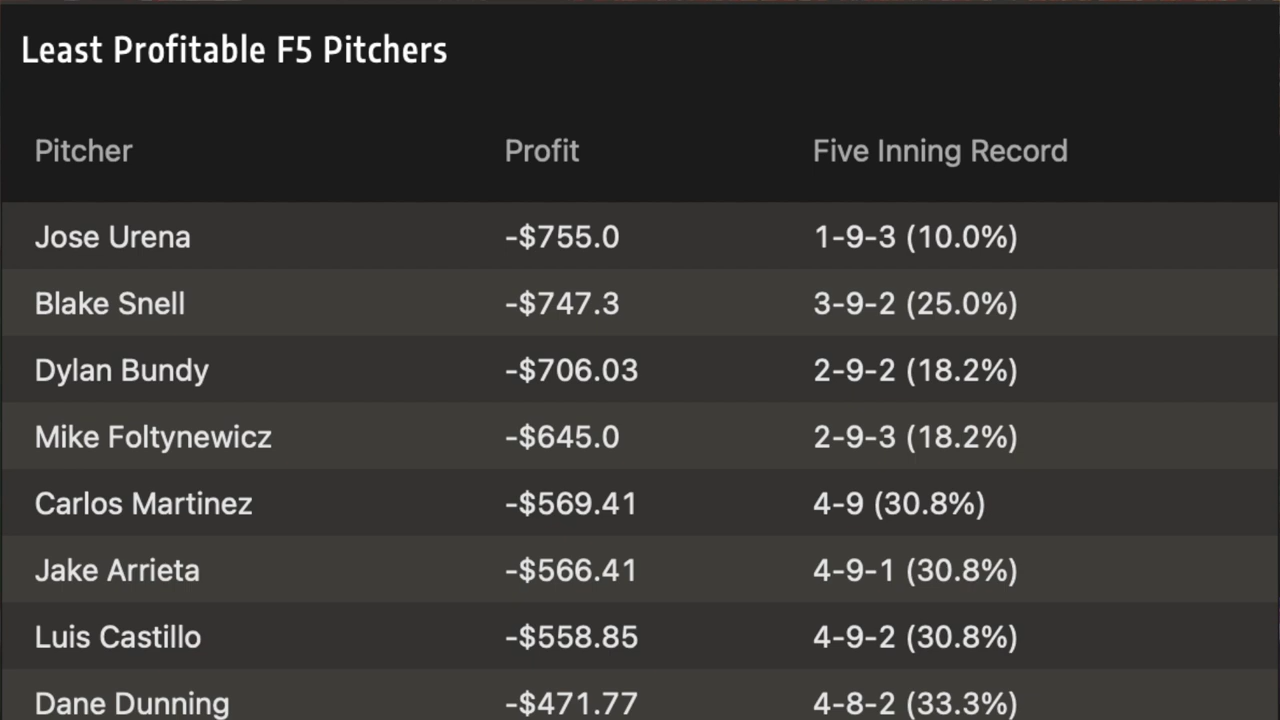 Least Profitable F5 Pitchers
Pitcher Profit Five Inning Record
Jose Urena -$755.0 1-9-3 (10.0%)
Blake Snell -$747.3 3-9-2 (25.0%)
Dylan Bundy -$706.03 2-9-2 (18.2%)
Mike Foltynewicz -$645.0 2-9-3 (18.2%)
Carlos Martinez -$569.41 4-9 (30.8%)
Jake Arrieta -$566.41 4-9-1 (30.8%)
Luis Castillo -$558.85 4-9-2 (30.8%)
Dane Dunning -$471.77 4-8-2 (33.3%)